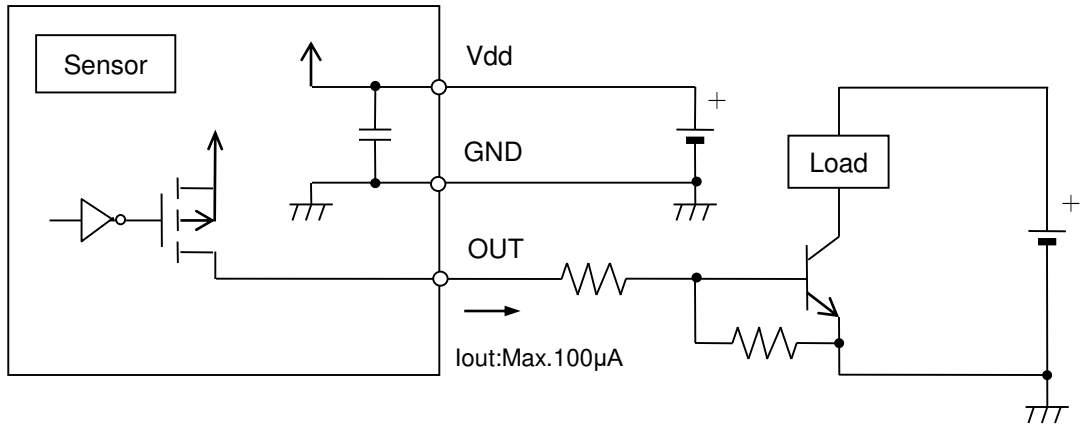 Sensor
Vdd
+
GND
Load
+
OUT
Iout:Max.100μA